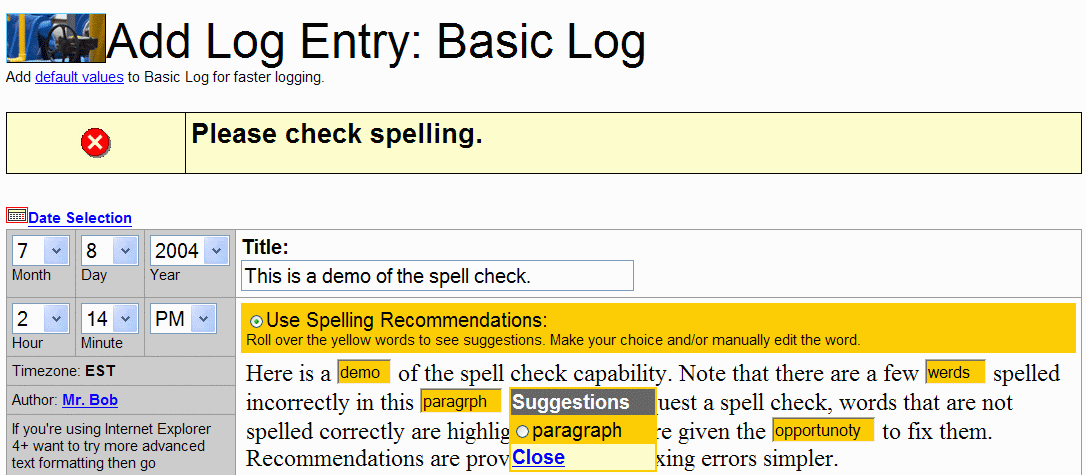 Add Log Entry: Basic Log
Add default values to Basic Log for faster logging.
Please check spelling.
Date Selection
7 8 2004
Month Day Year
Title:
This is a demo of the spell check.
2 14 PM
Hour Minute
Timezone: EST
Author: Mr. Bob
If you're using Internet Explorer
4+ want to try more advanced
text formatting then go
Use Spelling Recommendations:
Roll over the yellow words to see suggestions. Make your choice and/or manually edit the word.
Here is a demo of the spell check capability. Note that there are a few werds spelled
incorrectly in this paragrph uest a spell check, words that are not
spelled correctly are highlig re given the opportunoty to fix them.
Recommendations are prov xing errors simpler.
Suggestions
paragraph
Close